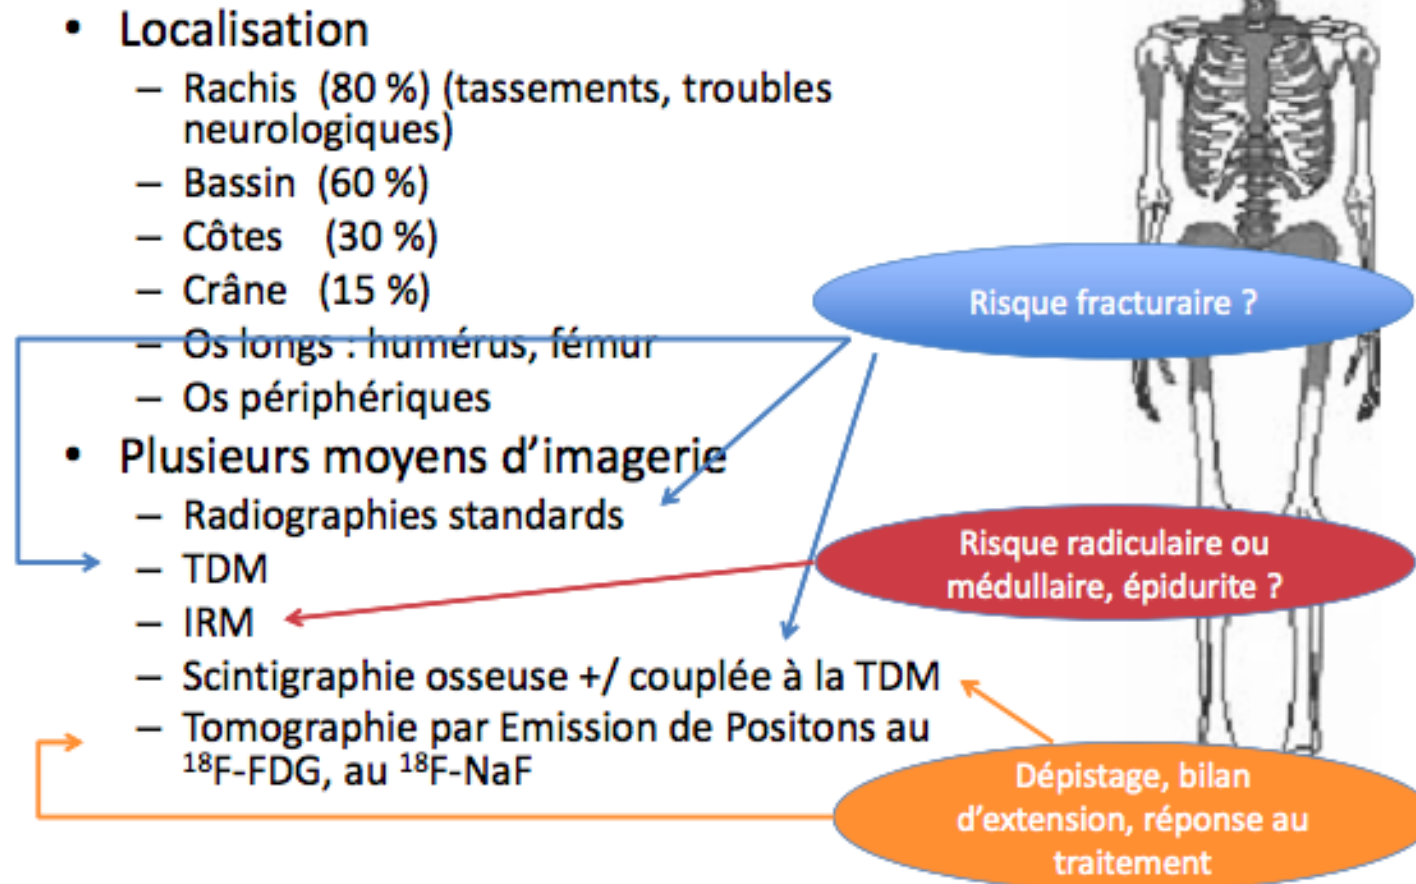 • Localisation
– Rachis (80 %) (tassements, troubles
neurologiques)
– Bassin (60 %)
– Côtes (30 %)
– Crâne (15 %)
– Os longs : humérus, fémur
– Os périphériques
• Plusieurs moyens d’imagerie
– Radiographies standards
– TDM
– IRM
– Scintigraphie osseuse +/ couplée à la TDM
– Tomographie par Emission de Positons au
¹⁸F-FDG, au ¹⁸F-NaF
Risque fracturaire ?
Risque radiculaire ou
médullaire, épidurite ?
Dépistage, bilan
d’extension, réponse au
traitement